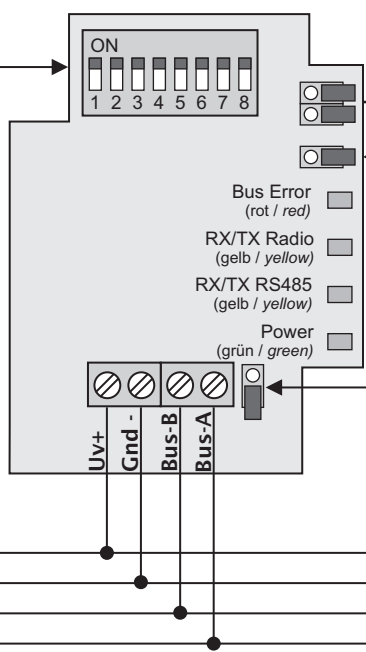 ON
1 2 3 4 5 6 7 8
Bus Error
(rot / red)
RX/TX Radio
(gelb / yellow)
RX/TX RS485
(gelb / yellow)
Power
(grün / green)
Uv+
Gnd -
Bus-B
Bus-A